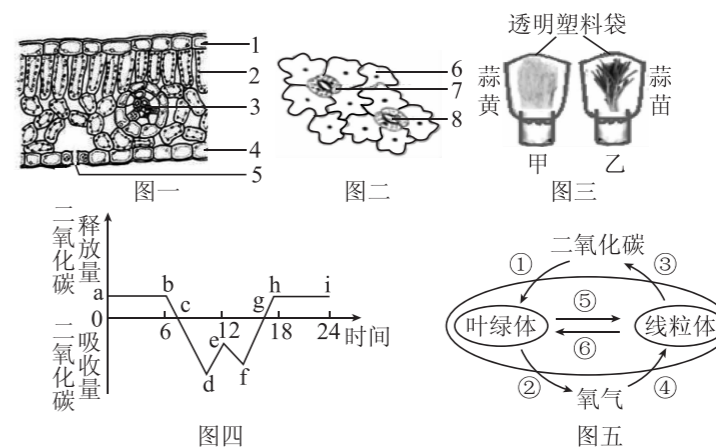 1
2
3
4
5
图一
6
7
8
图二
透明塑料袋
蒜黄
蒜苗
甲
乙
图三
二氧化碳
释放量
二氧化碳
吸收量
a
b
c
d
e
f
g
h
i
0
6
12
18
24
时间
图四
二氧化碳
①
③
⑤
叶绿体
线粒体
⑥
②
④
氧气
图五